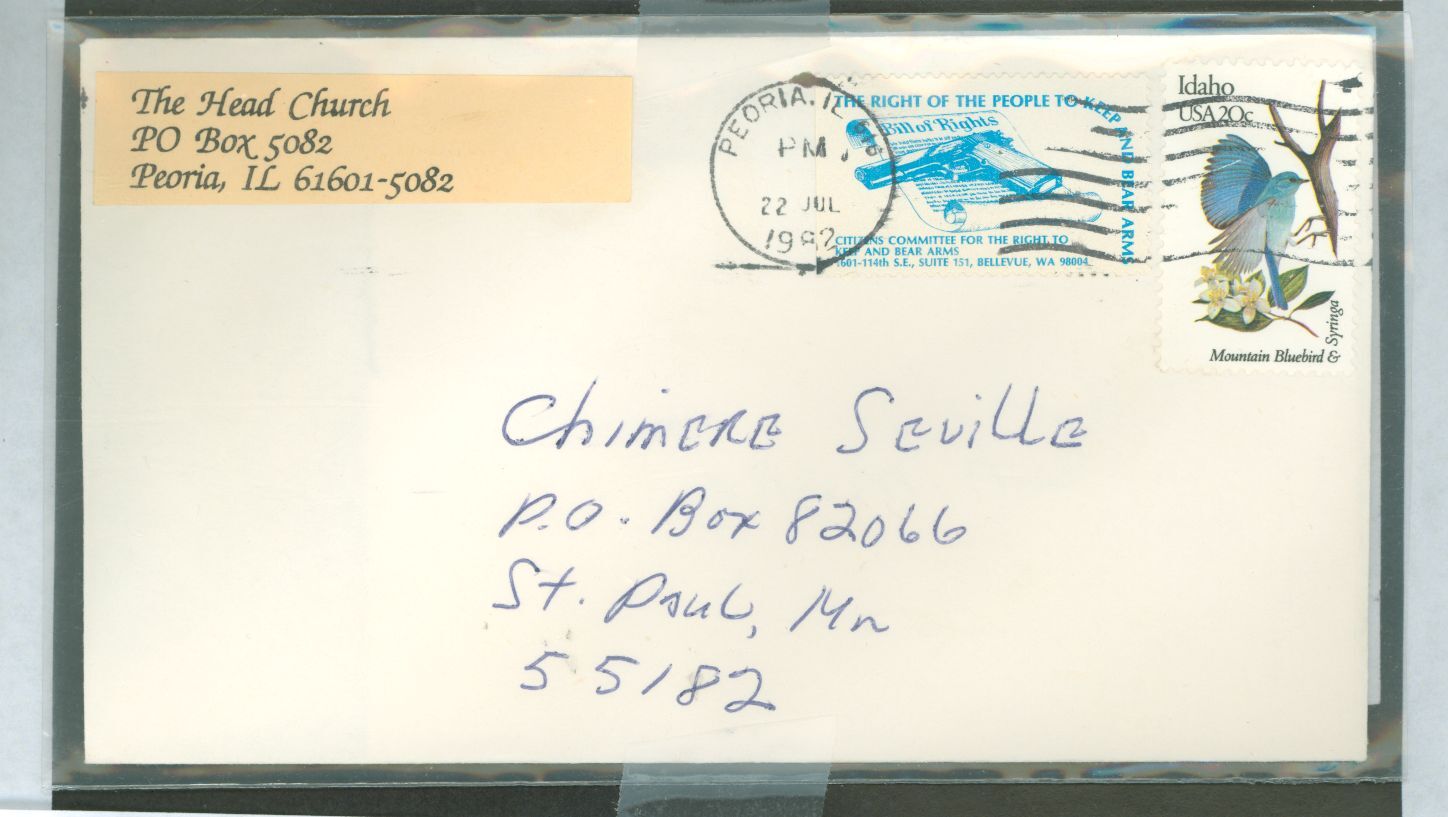 The Head Church
PO Box 5082
Peoria, IL 61601-5082
PEORIA, IL
PM
22 JUL
1982
THE RIGHT OF THE PEOPLE TO KEEP AND BEAR ARMS
Bill of Rights
CITIZENS COMMITTEE FOR THE RIGHT TO
KEEP AND BEAR ARMS
1601-114th S.E., SUITE 151, BELLEVUE, WA 98004
Idaho
USA 20c
Mountain Bluebird &
Syringa
Chimere Seville
P.O. Box 82066
St. Paul, Mn
55182